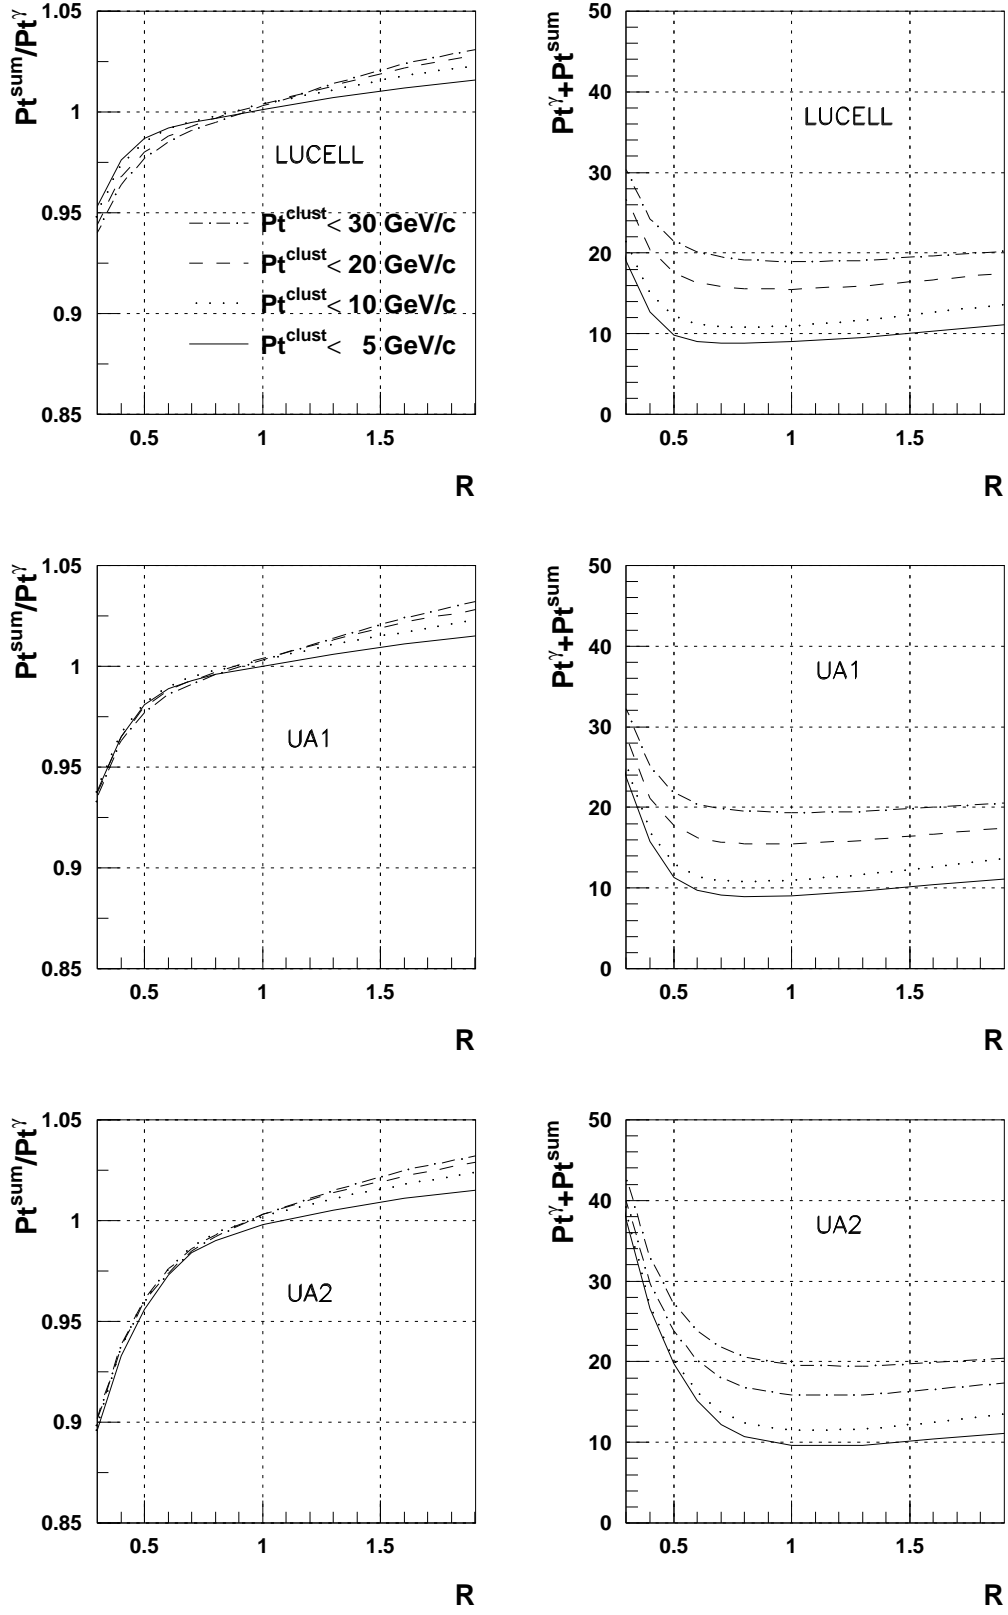 Pt^sum/Pt^γ
1.05
1
0.95
0.9
0.85
LUCELL
Pt^clust < 30 GeV/c
Pt^clust < 20 GeV/c
Pt^clust < 10 GeV/c
Pt^clust < 5 GeV/c
0.5 1 1.5
R
Pt^γ+Pt^sum
50
40
30
20
10
0
LUCELL
0.5 1 1.5
R
Pt^sum/Pt^γ
1.05
1
0.95
0.9
0.85
UA1
0.5 1 1.5
R
Pt^γ+Pt^sum
50
40
30
20
10
0
UA1
0.5 1 1.5
R
Pt^sum/Pt^γ
1.05
1
0.95
0.9
0.85
UA2
0.5 1 1.5
R
Pt^γ+Pt^sum
50
40
30
20
10
0
UA2
0.5 1 1.5
R